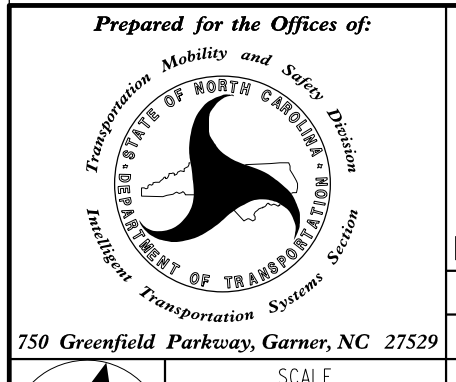 Prepared for the Offices of:
Transportation Mobility and Safety Division
STATE OF NORTH CAROLINA
DEPARTMENT OF TRANSPORTATION
Intelligent Transportation Systems Section
750 Greenfield Parkway, Garner, NC 27529
SCALE